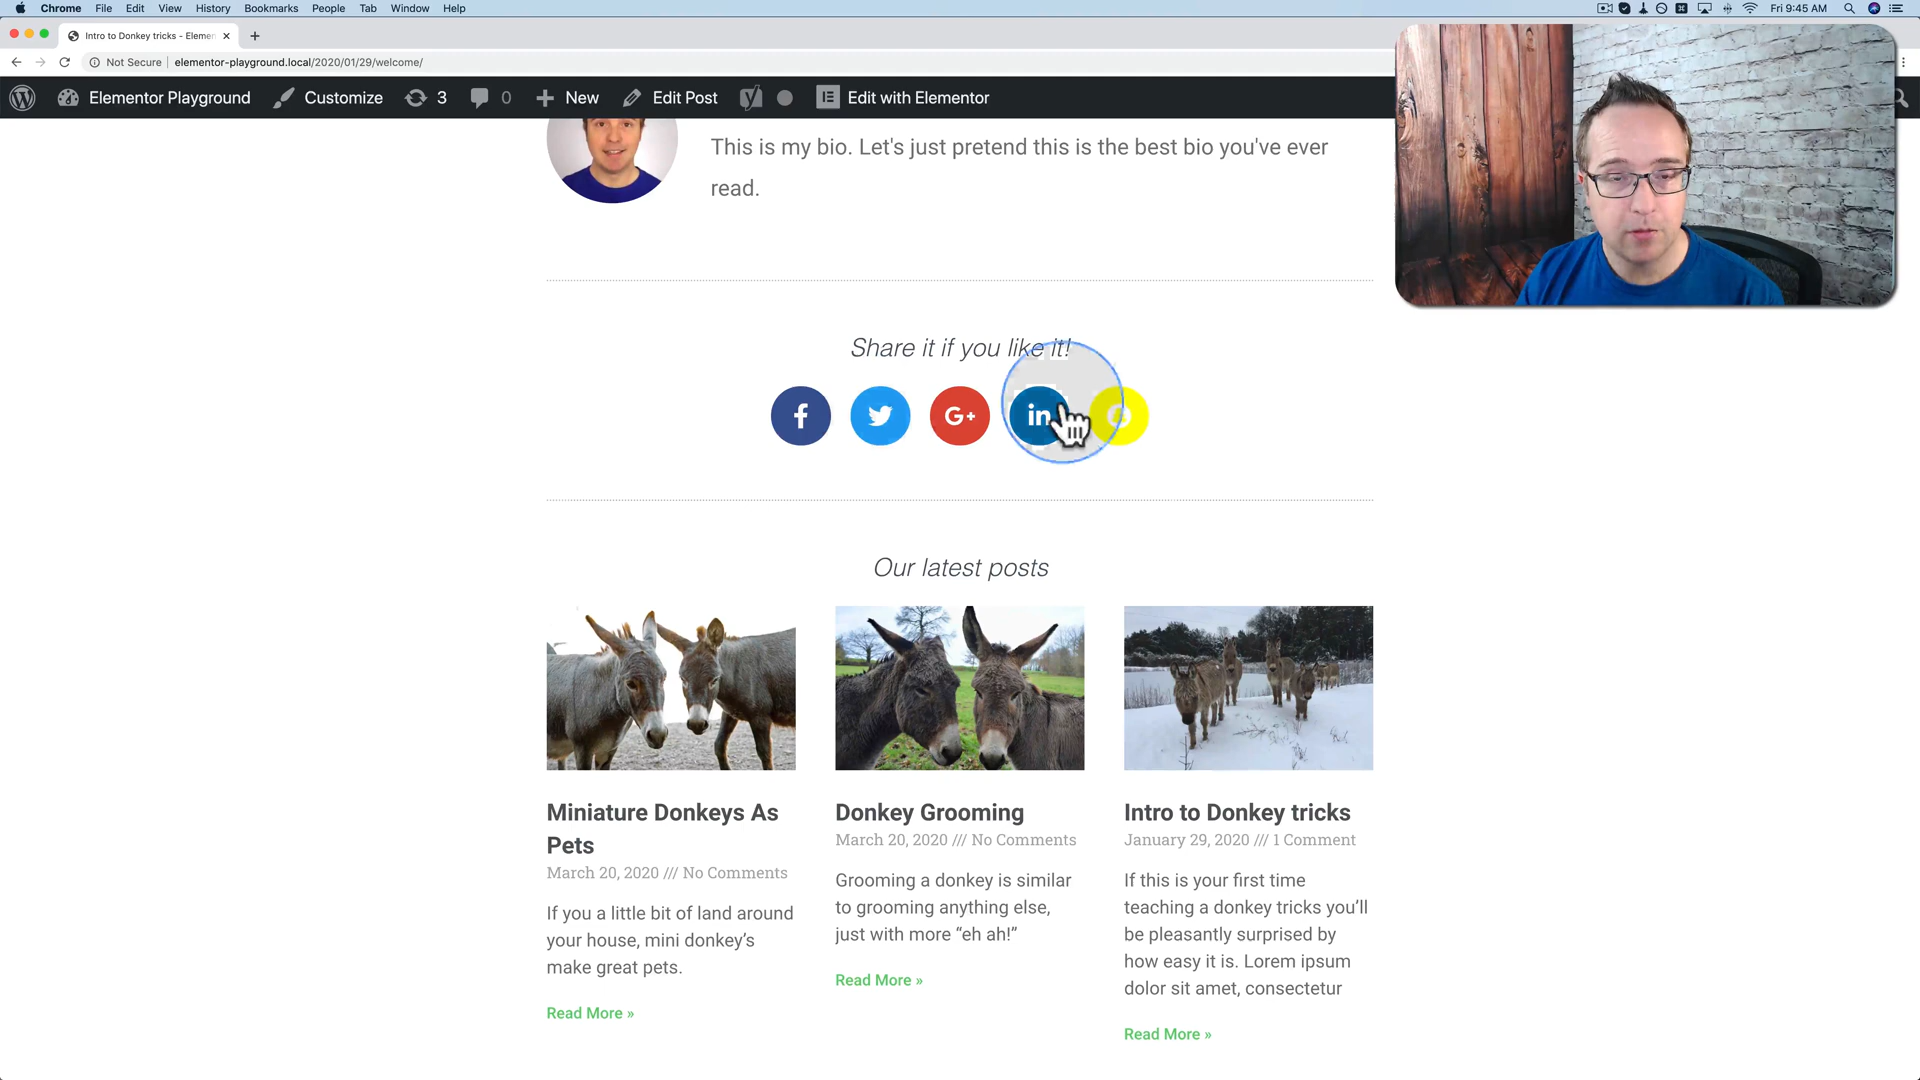 Chrome File Edit View History Bookmarks People Tab Window Help
Fri 9:45 AM
Intro to Donkey tricks - Elemen
Not Secure elementor-playground.local/2020/01/29/welcome/
Elementor Playground Customize 3 0 New Edit Post Edit with Elementor
This is my bio. Let's just pretend this is the best bio you've ever
read.
Share it if you like it!
f G+ in
Our latest posts
Miniature Donkeys As
Pets
March 20, 2020 /// No Comments
If you a little bit of land around
your house, mini donkey’s
make great pets.
Read More »
Donkey Grooming
March 20, 2020 /// No Comments
Grooming a donkey is similar
to grooming anything else,
just with more “eh ah!”
Read More »
Intro to Donkey tricks
January 29, 2020 /// 1 Comment
If this is your first time
teaching a donkey tricks you’ll
be pleasantly surprised by
how easy it is. Lorem ipsum
dolor sit amet, consectetur
Read More »